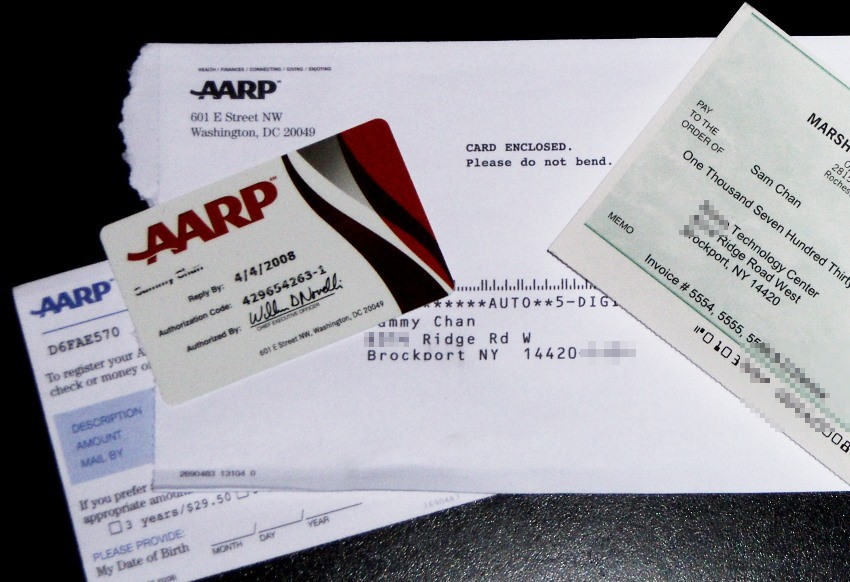 HEALTH / FINANCES / CONNECTING / GIVING / ENJOYING
AARP
601 E Street NW
Washington, DC 20049
CARD ENCLOSED.
Please do not bend.
******AUTO**5-DIGI
ammy Chan
Ridge Rd W
Brockport NY 14420
2690483 13104 0
AARP
Reply By: 4/4/2008
Authorization Code: 429654263-1
Authorized By:
CHIEF EXECUTIVE OFFICER
601 E Street NW, Washington, DC 20049
AARP
D6FAE570
To register your A
check or money o
DESCRIPTION
AMOUNT
MAIL BY
If you prefer
appropriate amoun
3 years/$29.50
PLEASE PROVIDE:
My Date of Birth
MONTH / DAY / YEAR
MARSH
PAY
TO THE
ORDER OF
Sam Chan
One Thousand Seven Hundred Thirty
Technology Center
Ridge Road West
rockport, NY 14420
MEMO
Invoice # 5554, 5555, 5